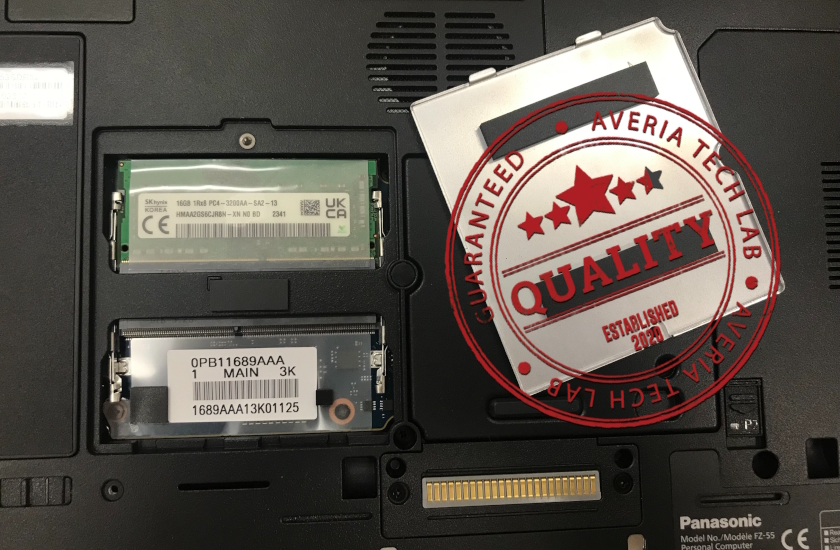 SK hynix
KOREA
16GB 1Rx8 PC4-3200AA-SA2-13
HMAA2GS6CJR8N-XN N0 BD 2341
CE
UK
CA
0PB11689AAA
1 MAIN 3K
1689AAA13K01125
GUARANTEED
AVERIA TECH LAB
QUALITY
ESTABLISHED
2020
AVERIA TECH LAB
Panasonic
Model No./Modèle FZ-55
Personal Computer
CE